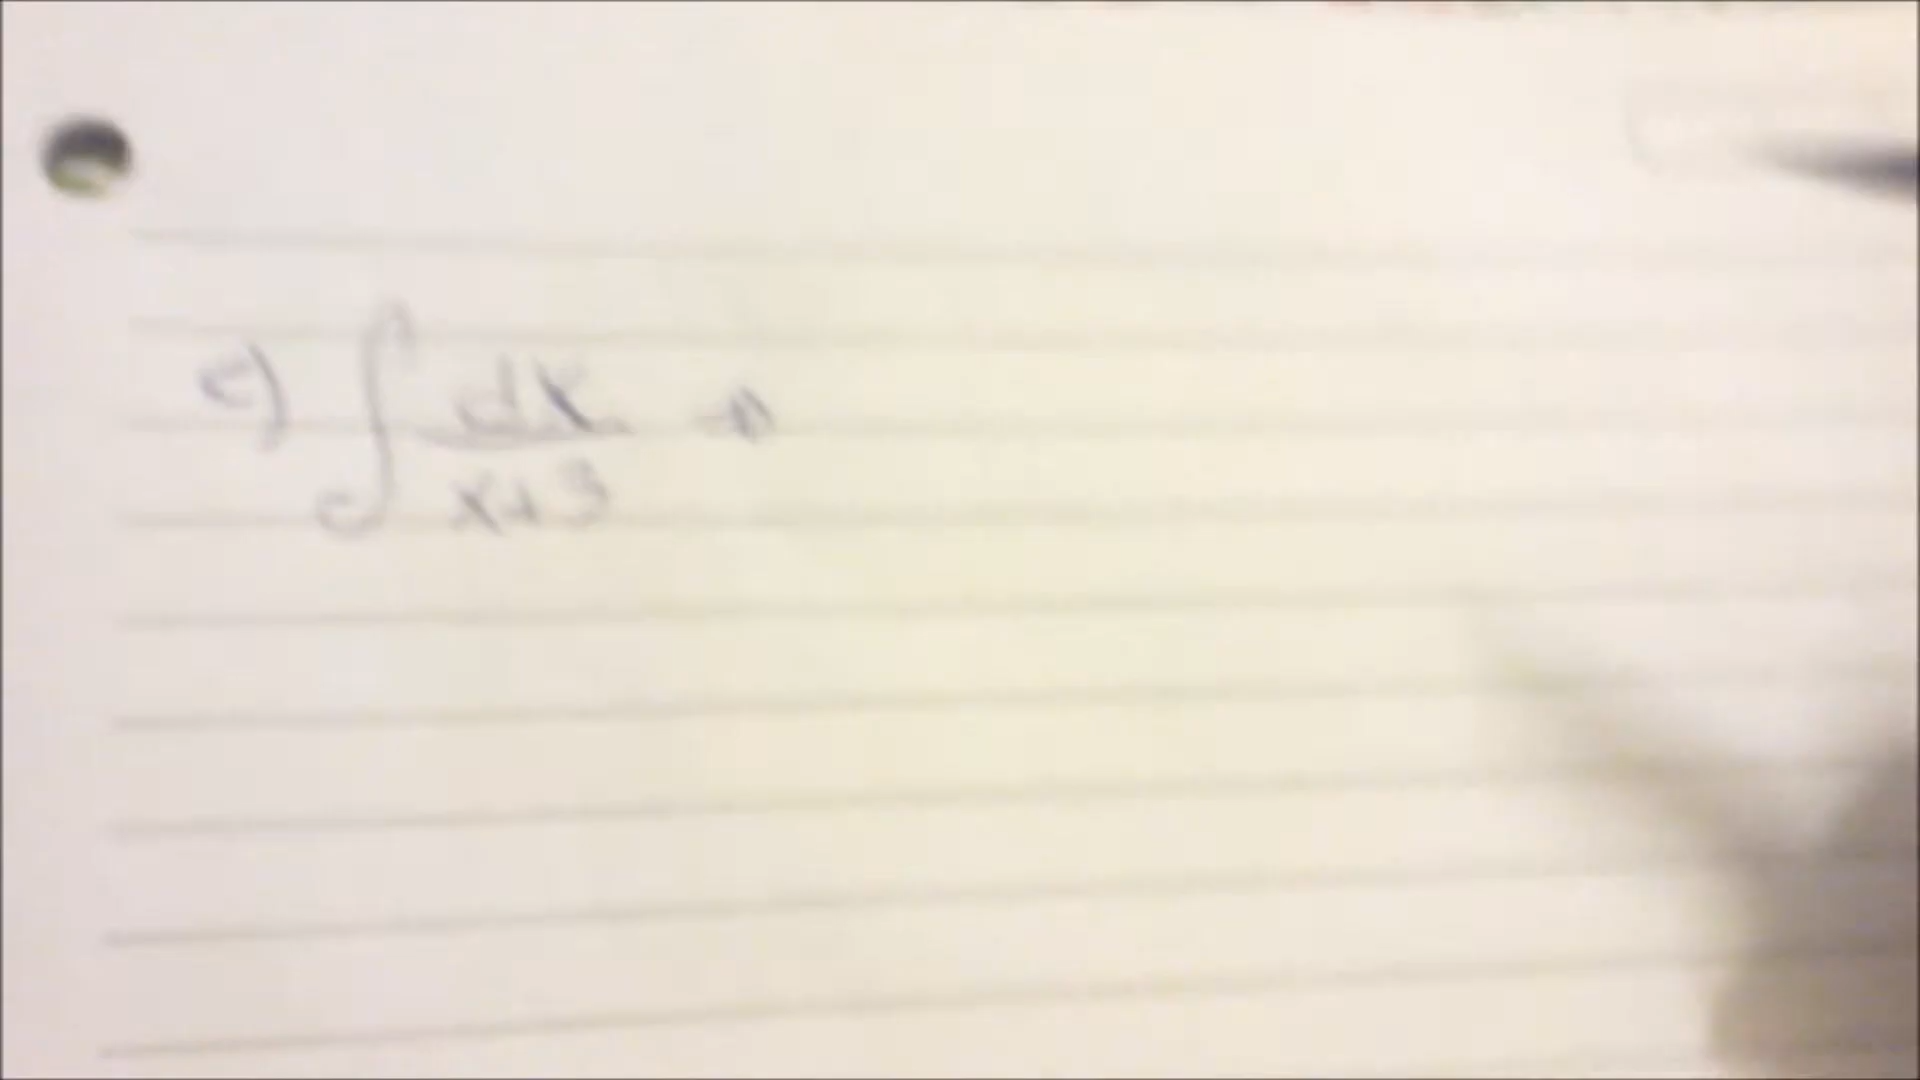 c) ∫ dx / x+3 ⇒